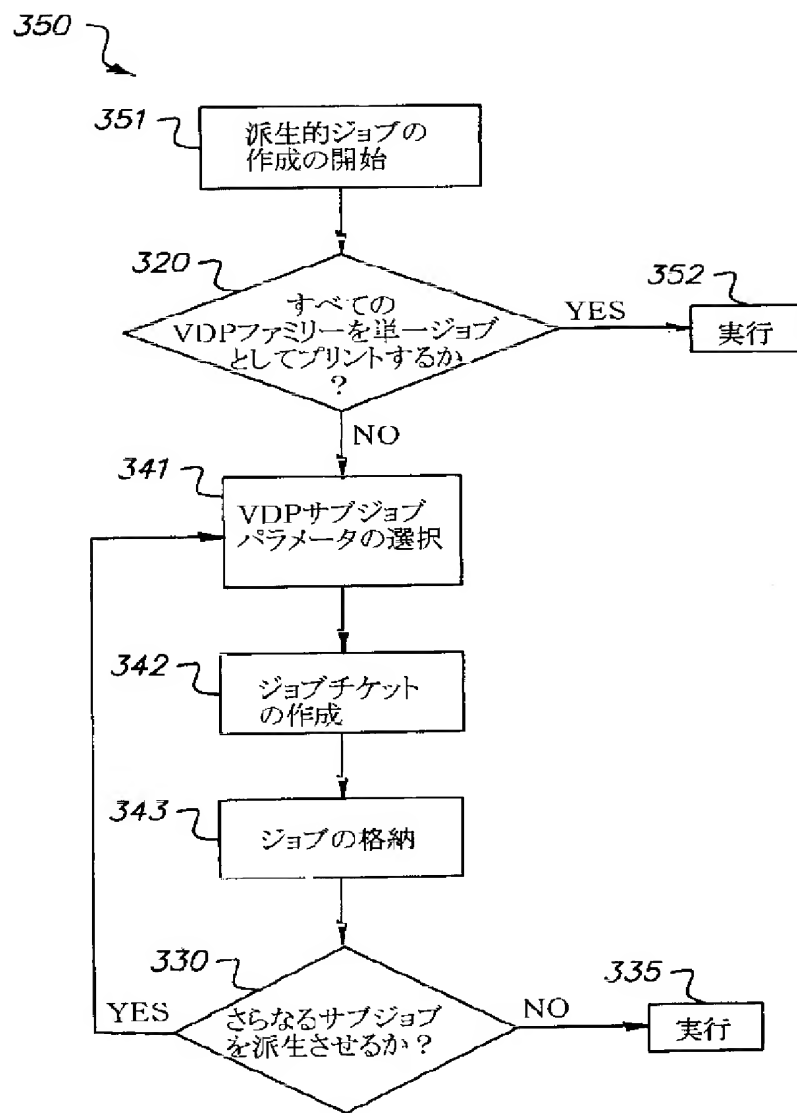 350
351
派生的ジョブの
作成の開始
320
すべての
VDPファミリーを単一ジョブ
としてプリントするか
?
YES
352
実行
NO
341
VDPサブジョブ
パラメータの選択
342
ジョブチケット
の作成
343
ジョブの格納
330
さらなるサブジョブ
を派生させるか?
YES
NO
335
実行